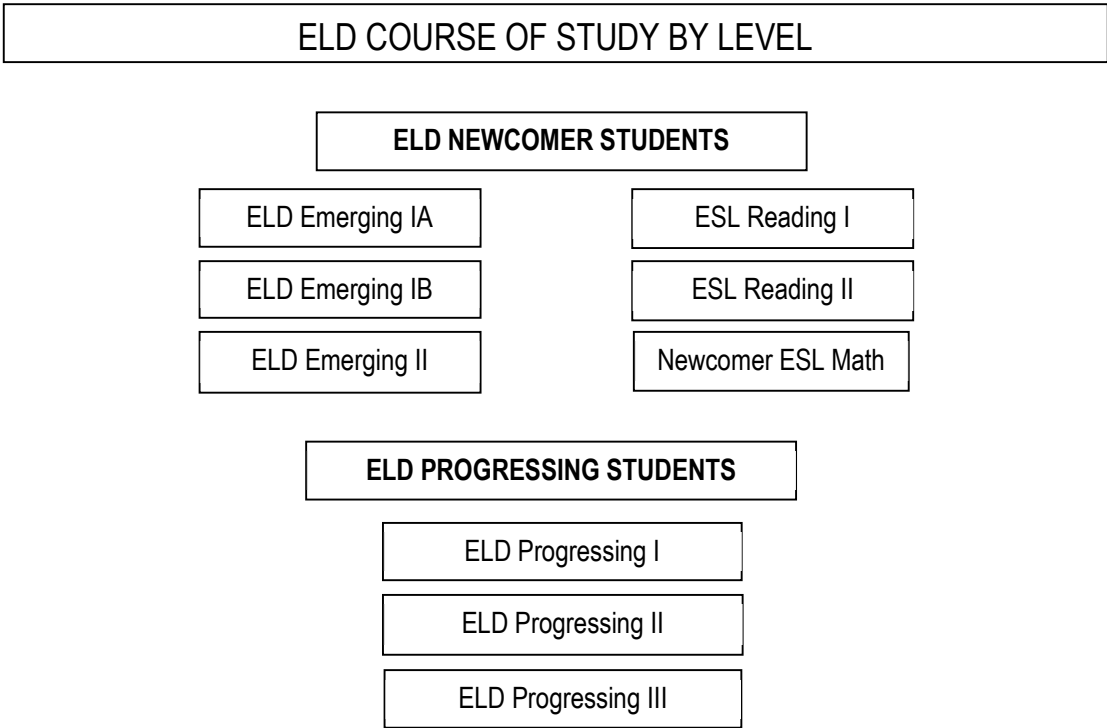 ELD COURSE OF STUDY BY LEVEL
ELD NEWCOMER STUDENTS
ELD Emerging IA
ESL Reading I
ELD Emerging IB
ESL Reading II
ELD Emerging II
Newcomer ESL Math
ELD PROGRESSING STUDENTS
ELD Progressing I
ELD Progressing II
ELD Progressing III